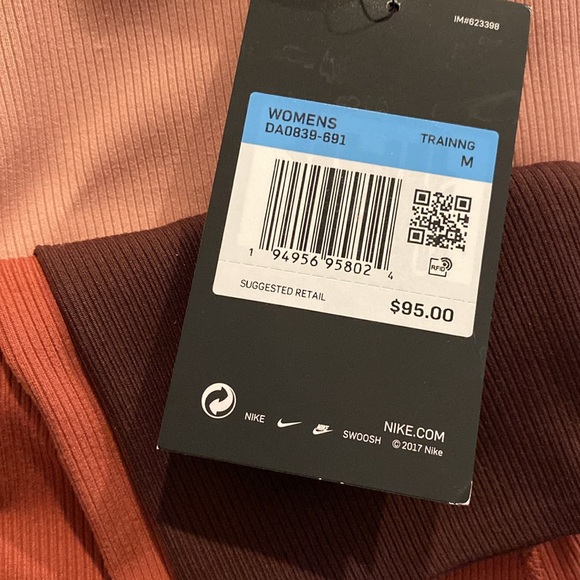 IM#623398
WOMENS
DA0839-691
TRAINNG
M
1 94956 95802 4
RFID
SUGGESTED RETAIL
$95.00
NIKE
NIKE
SWOOSH
NIKE.COM
© 2017 Nike